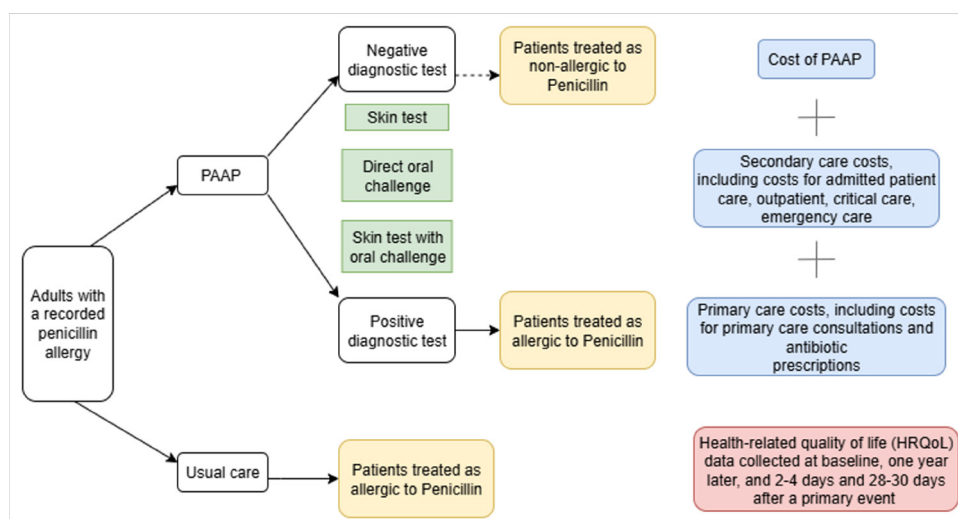 Negative
diagnostic test
Patients treated as
non-allergic to
Penicillin
Cost of PAAP
Skin test
PAAP
Direct oral
challenge
Secondary care costs,
including costs for admitted patient
care, outpatient, critical care,
emergency care
Skin test with
oral challenge
Adults with
a recorded
penicillin
allergy
Positive
diagnostic test
Patients treated as
allergic to Penicillin
Primary care costs, including costs
for primary care consultations and
antibiotic
prescriptions
Usual care
Patients treated as
allergic to Penicillin
Health-related quality of life (HRQoL)
data collected at baseline, one year
later, and 2-4 days and 28-30 days
after a primary event